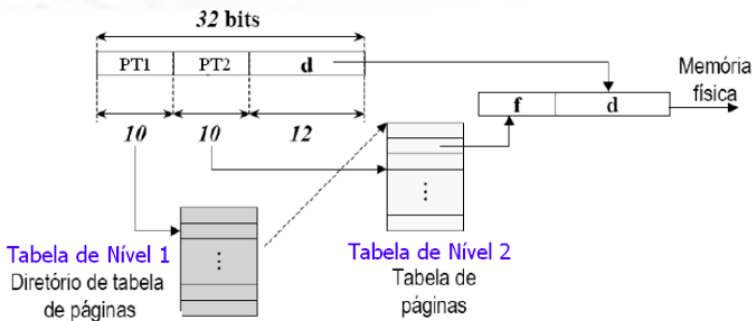 32 bits
PT1 PT2 d
Memória
física
f d
10 10 12
Tabela de Nível 1
Diretório de tabela
de páginas
Tabela de Nível 2
Tabela de
páginas